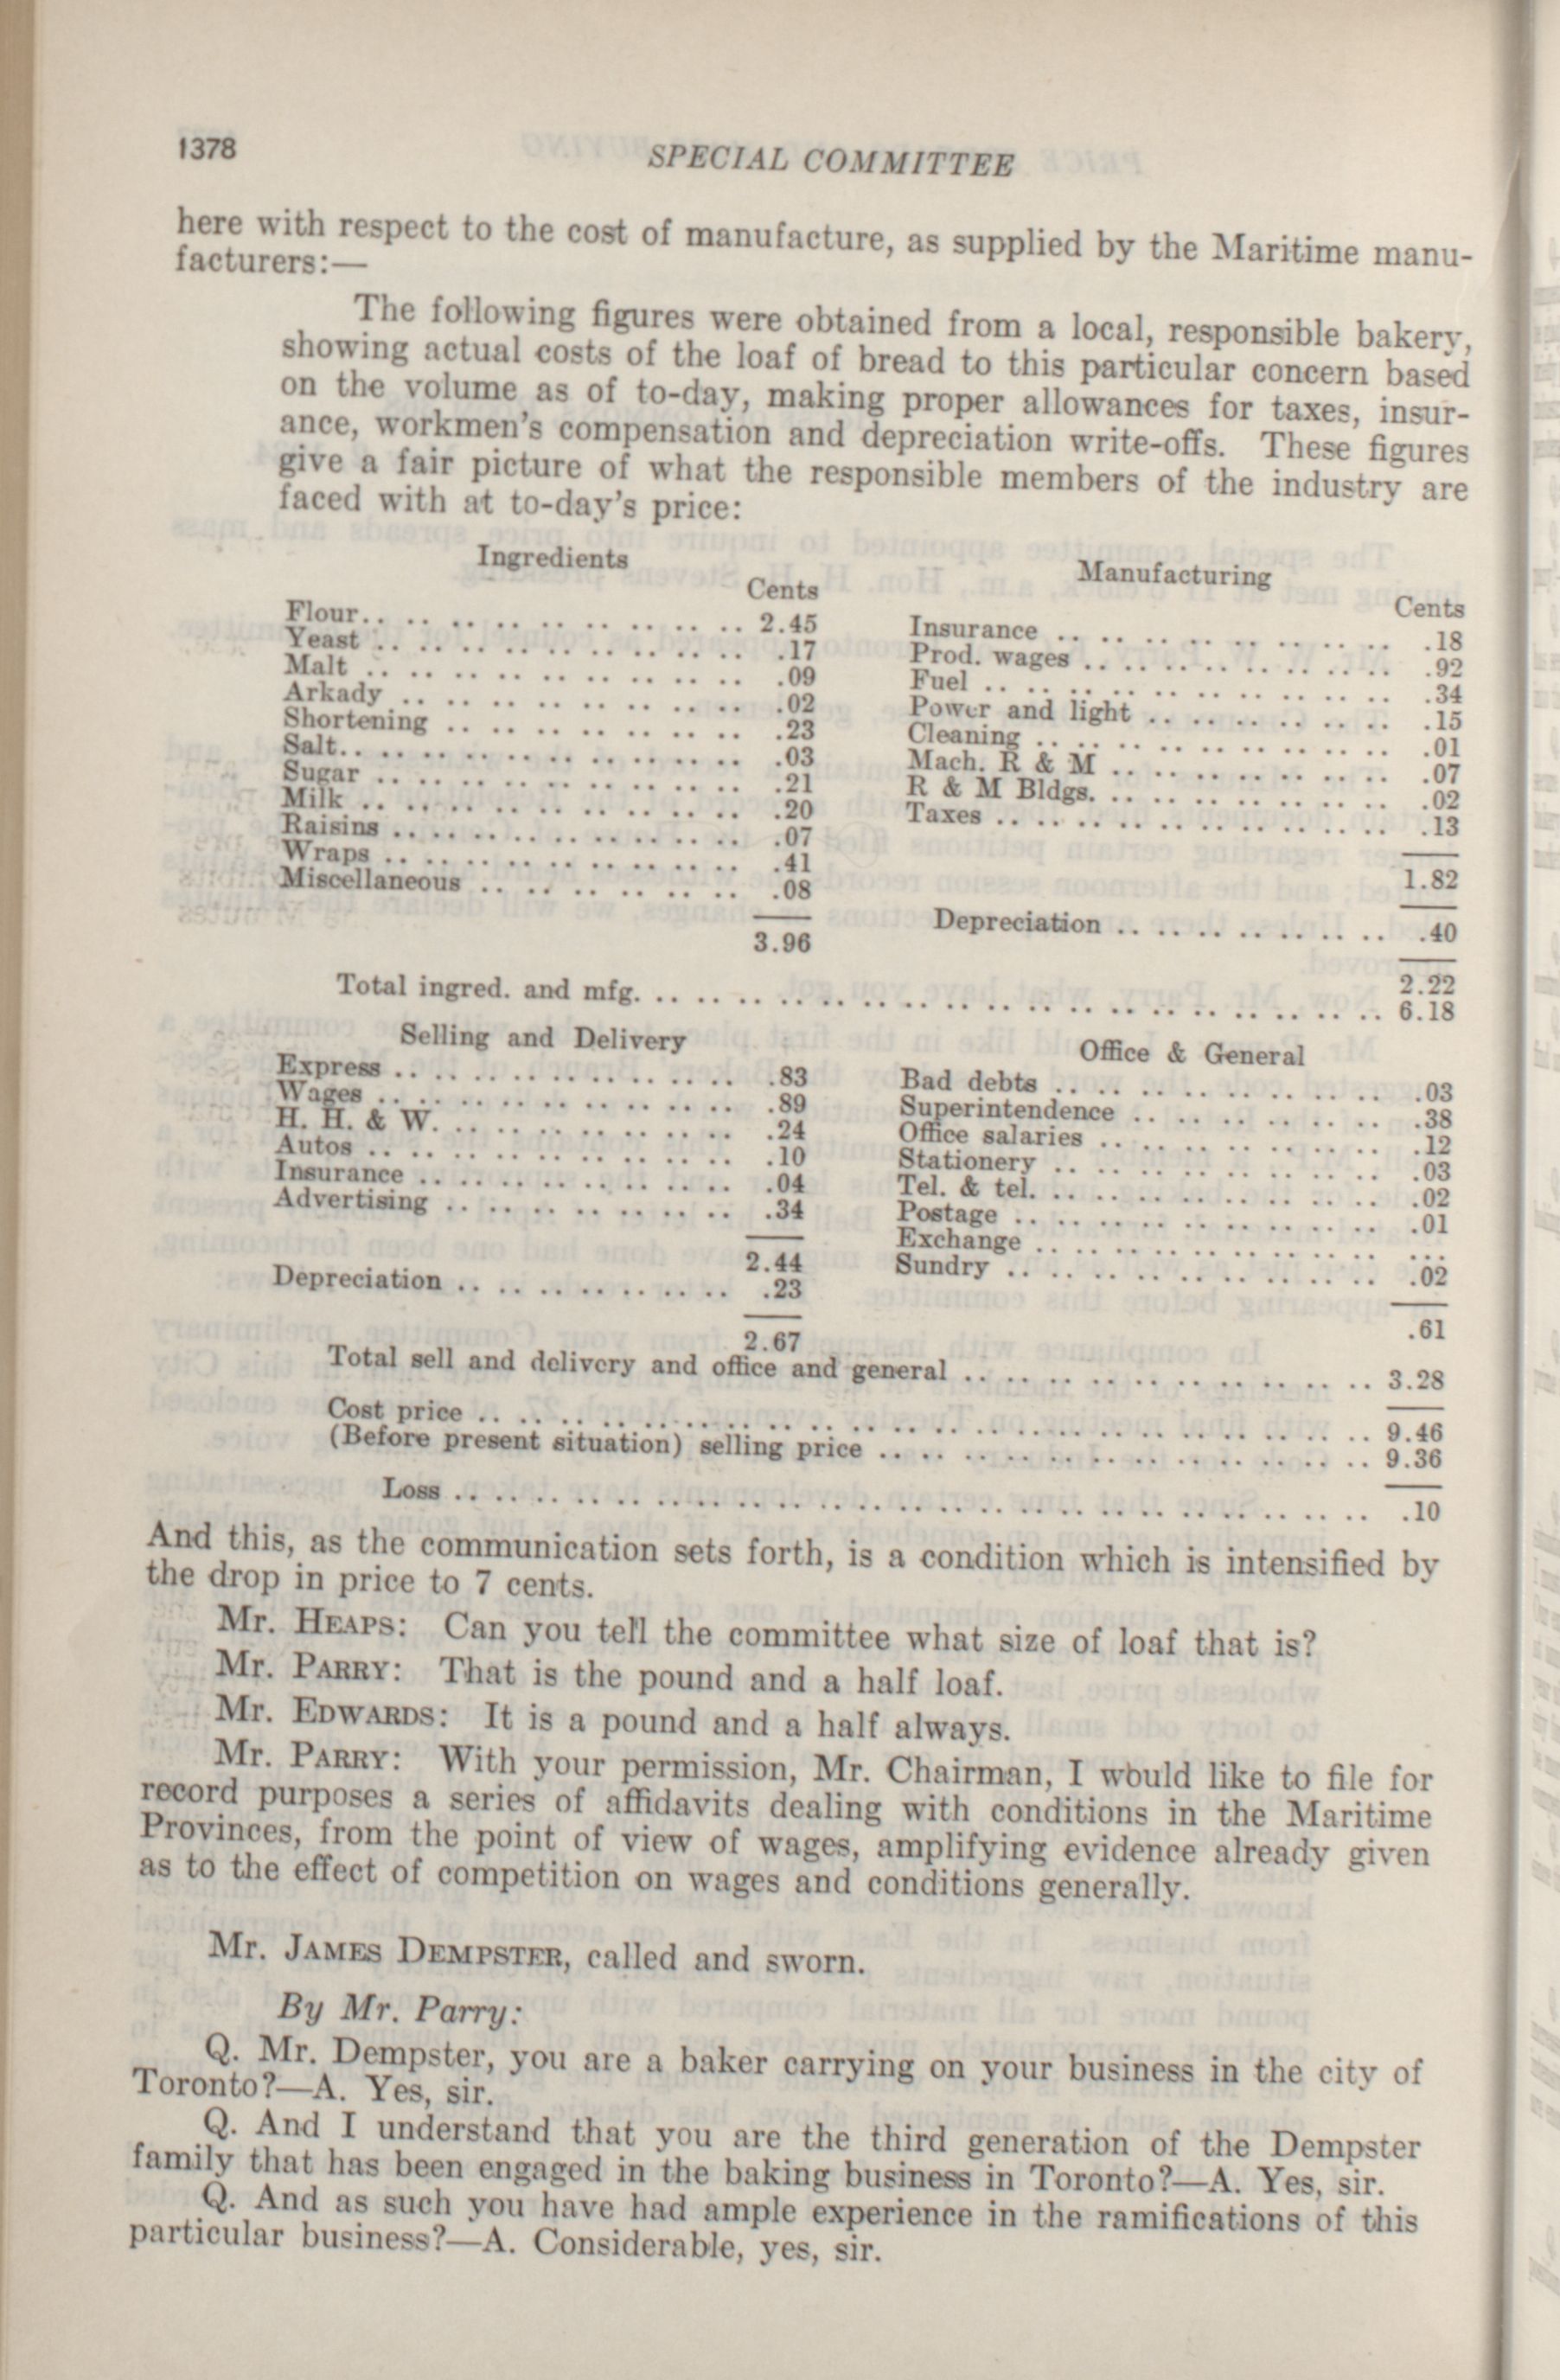 1378
SPECIAL COMMITTEE
here with respect to the cost of manufacture, as supplied by the Maritime manu-
facturers:—
The following figures were obtained from a local, responsible bakery,
showing actual costs of the loaf of bread to this particular concern based
on the volume as of to-day, making proper allowances for taxes, insur-
ance, workmen's compensation and depreciation write-offs. These figures
give a fair picture of what the responsible members of the industry are
faced with at to-day's price:
Ingredients
Cents
Flour.. .. .. .. .. .. .. .. .. .. 2.45
Yeast .. .. .. .. .. .. .. .. .. .. .17
Malt .. .. .. .. .. .. .. .. .. .. .09
Arkady .. .. .. .. .. .. .. .. .. .02
Shortening .. .. .. .. .. .. .. .. .23
Salt.. .. .. .. .. .. .. .. .. .. .. .03
Sugar .. .. .. .. .. .. .. .. .. .. .21
Milk .. .. .. .. .. .. .. .. .. .. .20
Raisins .. .. .. .. .. .. .. .. .. .07
Wraps .. .. .. .. .. .. .. .. .. .. .41
Miscellaneous .. .. .. .. .. .. .. .08
3.96
Manufacturing
Cents
Insurance .. .. .. .. .. .. .. .. .18
Prod. wages .. .. .. .. .. .. .. .. .92
Fuel .. .. .. .. .. .. .. .. .. .. .34
Power and light .. .. .. .. .. .. .15
Cleaning .. .. .. .. .. .. .. .. .. .01
Mach. R & M .. .. .. .. .. .. .. .07
R & M Bldgs. .. .. .. .. .. .. .. .02
Taxes .. .. .. .. .. .. .. .. .. .. .13
1.82
Depreciation .. .. .. .. .. .. .. .40
2.22
Total ingred. and mfg. .. .. .. .. .. .. .. .. .. .. .. .. .. .. .. .. .. .. 6.18
Selling and Delivery
Express .. .. .. .. .. .. .. .. .. .83
Wages .. .. .. .. .. .. .. .. .. .. .89
H. H. & W. .. .. .. .. .. .. .. .. .24
Autos .. .. .. .. .. .. .. .. .. .. .10
Insurance .. .. .. .. .. .. .. .. .04
Advertising .. .. .. .. .. .. .. .. .34
2.44
Depreciation .. .. .. .. .. .. .. .23
2.67
Office & General
Bad debts .. .. .. .. .. .. .. .. .03
Superintendence .. .. .. .. .. .. .38
Office salaries .. .. .. .. .. .. .. .12
Stationery .. .. .. .. .. .. .. .. .03
Tel. & tel. .. .. .. .. .. .. .. .. .02
Postage .. .. .. .. .. .. .. .. .. .01
Exchange .. .. .. .. .. .. .. .. .. ...
Sundry .. .. .. .. .. .. .. .. .. .02
.61
Total sell and delivery and office and general .. .. .. .. .. .. .. .. .. .. 3.28
Cost price .. .. .. .. .. .. .. .. .. .. .. .. .. .. .. .. .. .. .. .. .. .. 9.46
(Before present situation) selling price .. .. .. .. .. .. .. .. .. .. .. .. 9.36
Loss .. .. .. .. .. .. .. .. .. .. .. .. .. .. .. .. .. .. .. .. .. .. .. .10
And this, as the communication sets forth, is a condition which is intensified by
the drop in price to 7 cents.
Mr. HEAPS: Can you tell the committee what size of loaf that is?
Mr. PARRY: That is the pound and a half loaf.
Mr. EDWARDS: It is a pound and a half always.
Mr. PARRY: With your permission, Mr. Chairman, I would like to file for
record purposes a series of affidavits dealing with conditions in the Maritime
Provinces, from the point of view of wages, amplifying evidence already given
as to the effect of competition on wages and conditions generally.
Mr. JAMES DEMPSTER, called and sworn.
By Mr. Parry:
Q. Mr. Dempster, you are a baker carrying on your business in the city of
Toronto?—A. Yes, sir.
Q. And I understand that you are the third generation of the Dempster
family that has been engaged in the baking business in Toronto?—A. Yes, sir.
Q. And as such you have had ample experience in the ramifications of this
particular business?—A. Considerable, yes, sir.